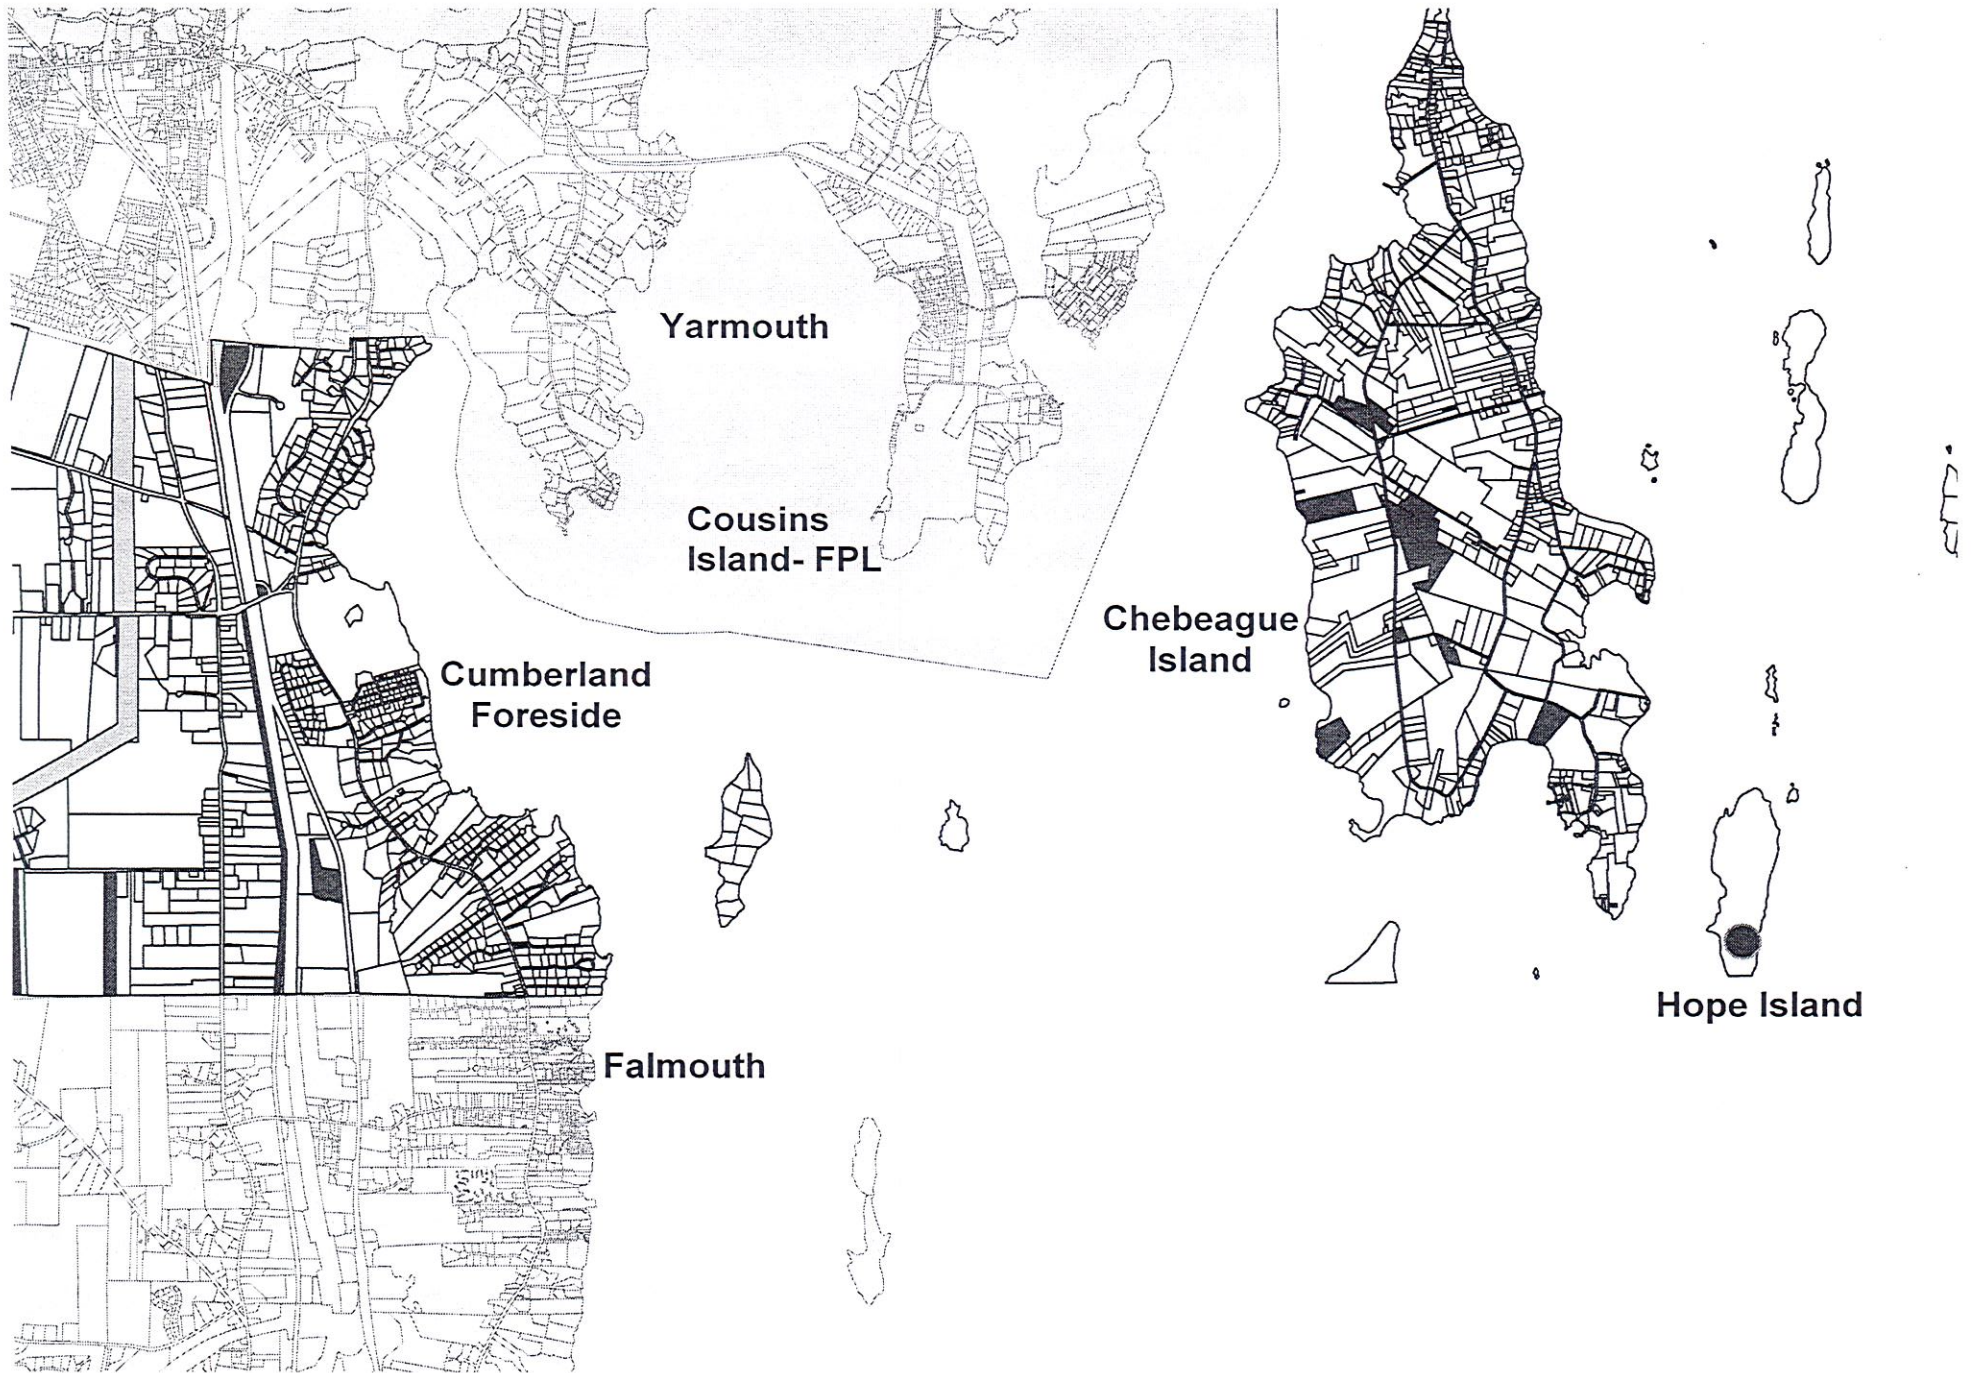 Yarmouth
Cousins
Island- FPL
Chebeague
Island
Cumberland
Foreside
Hope Island
Falmouth